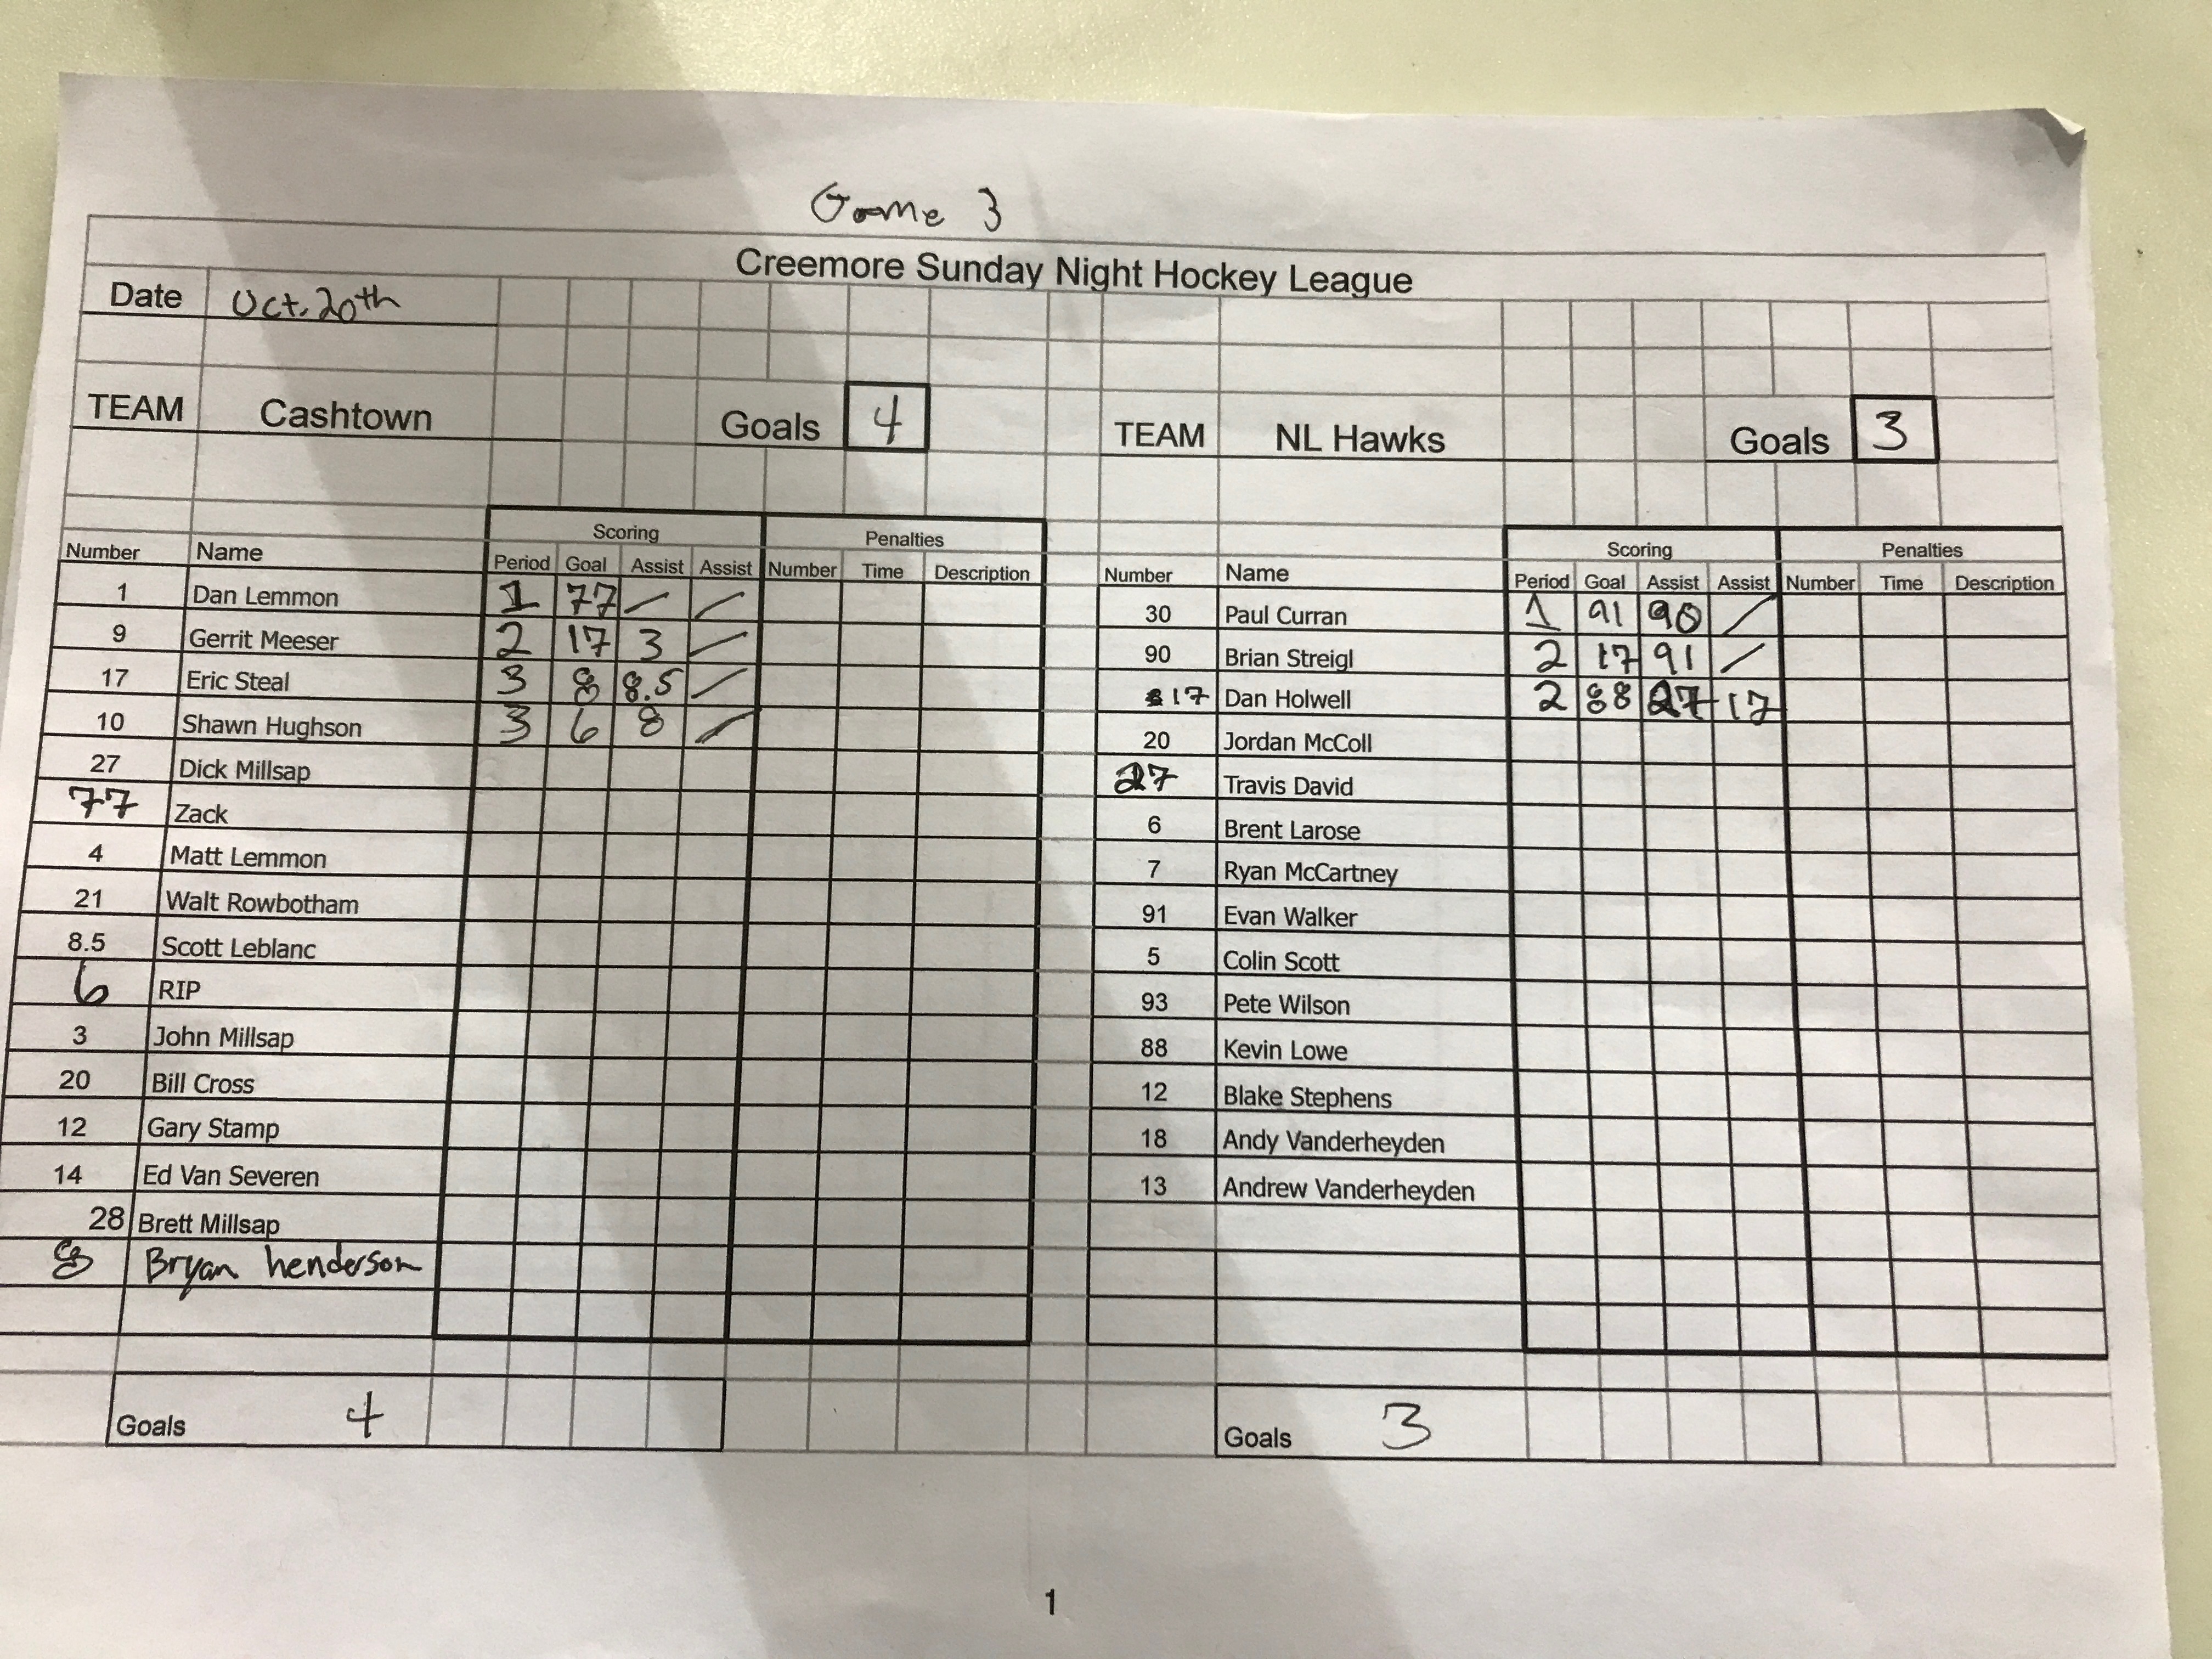 Game 3
Creemore Sunday Night Hockey League
Date Oct. 20th
TEAM Cashtown Goals 4 TEAM NL Hawks Goals 3
Scoring Penalties Scoring Penalties
Number Name Period Goal Assist Assist Number Time Description Number Name Period Goal Assist Assist Number Time Description
1 Dan Lemmon 1 77 / / 30 Paul Curran 1 91 90 /
9 Gerrit Meeser 2 17 3 / 90 Brian Streigl 2 17 91 /
17 Eric Steal 3 8 8.5 / 17 Dan Holwell 2 88 27 17
10 Shawn Hughson 3 6 8 / 20 Jordan McColl
27 Dick Millsap 27 Travis David
77 Zack 6 Brent Larose
4 Matt Lemmon 7 Ryan McCartney
21 Walt Rowbotham 91 Evan Walker
8.5 Scott Leblanc 5 Colin Scott
6 RIP 93 Pete Wilson
3 John Millsap 88 Kevin Lowe
20 Bill Cross 12 Blake Stephens
12 Gary Stamp 18 Andy Vanderheyden
14 Ed Van Severen 13 Andrew Vanderheyden
28 Brett Millsap
8 Bryan henderson
Goals 4 Goals 3
1